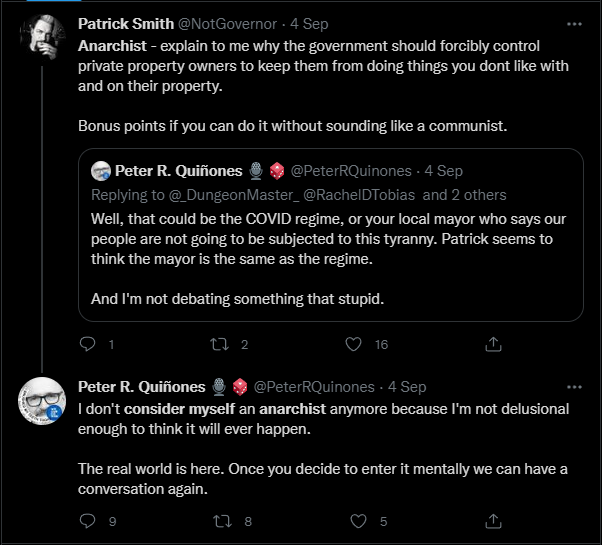 Patrick Smith @NotGovernor · 4 Sep
Anarchist - explain to me why the government should forcibly control
private property owners to keep them from doing things you dont like with
and on their property.
Bonus points if you can do it without sounding like a communist.
Peter R. Quiñones 🎙️ 🎲 @PeterRQuinones · 4 Sep
Replying to @_DungeonMaster_ @RachelDTobias and 2 others
Well, that could be the COVID regime, or your local mayor who says our
people are not going to be subjected to this tyranny. Patrick seems to
think the mayor is the same as the regime.
And I'm not debating something that stupid.
1 2 16
Peter R. Quiñones 🎙️ 🎲 @PeterRQuinones · 4 Sep
I don't consider myself an anarchist anymore because I'm not delusional
enough to think it will ever happen.
The real world is here. Once you decide to enter it mentally we can have a
conversation again.
9 8 5